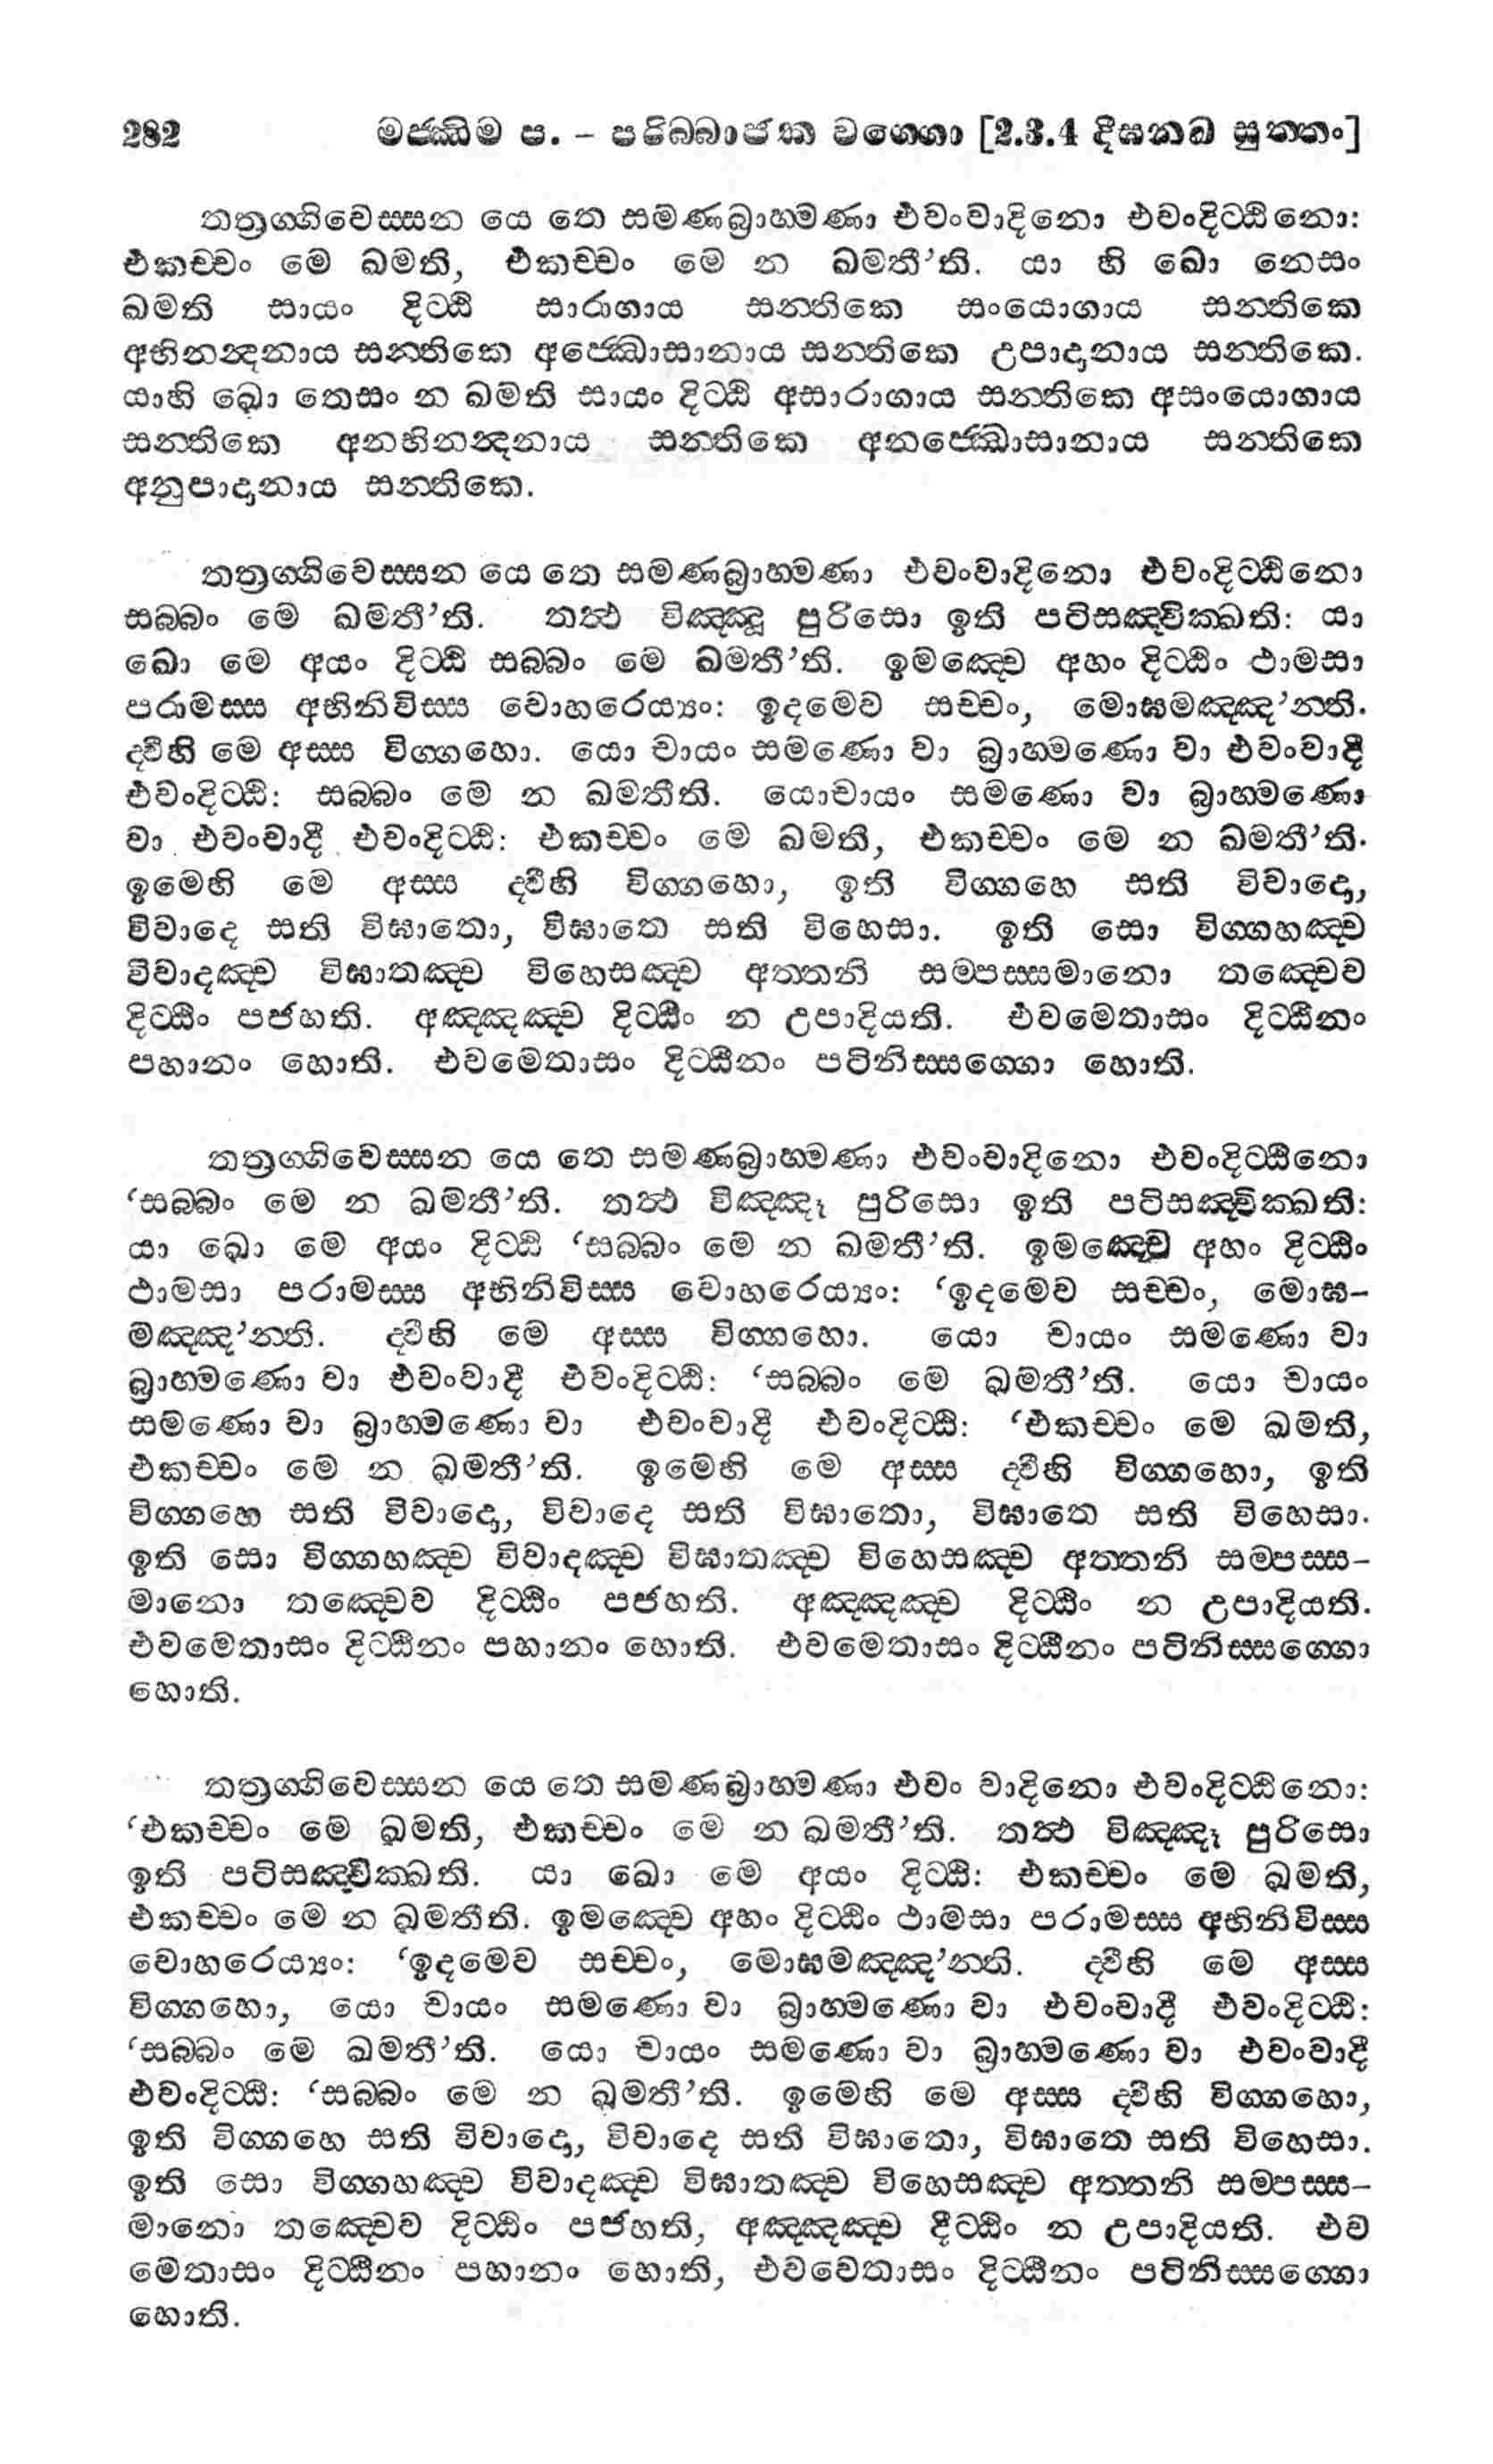 282 මජ්ඣිම ප. – පරිබ්බාජක වග්ගො [2.3.4 දීඝනඛ සුත්තං]
තත්‍රග්ගිවෙස්සන යෙ තෙ සමණබ්‍රාහ්මණා එවංවාදිනො එවංදිට්ඨිනො:
එකච්චං මෙ ඛමති, එකච්චං මෙ න ඛමතී’ති. යා හි ඛො නෙසං
ඛමති සායං දිට්ඨි සාරාගාය සන්තිකෙ සංයොගාය සන්තිකෙ
අභිනන්දනාය සන්තිකෙ අජ්ඣොසානාය සන්තිකෙ උපාදානාය සන්තිකෙ.
යාහි ඛො තෙසං න ඛමති සායං දිට්ඨි අසාරාගාය සන්තිකෙ අසංයොගාය
සන්තිකෙ අනභිනන්දනාය සන්තිකෙ අනජ්ඣොසානාය සන්තිකෙ
අනුපාදානාය සන්තිකෙ.
තත්‍රග්ගිවෙස්සන යෙ තෙ සමණබ්‍රාහ්මණා එවංවාදිනො එවංදිට්ඨිනො
සබ්බං මෙ ඛමතී’ති. තත්‍ථ විඤ්ඤූ පුරිසො ඉති පටිසඤ්චික්ඛති: යා
ඛො මෙ අයං දිට්ඨි සබ්බං මෙ ඛමතී’ති. ඉමඤ්චෙ අහං දිට්ඨිං ථාමසා
පරාමස්ස අභිනිවිස්ස වොහරෙය්‍යං: ඉදමෙව සච්චං, මොඝමඤ්ඤ’න්ති.
ද්වීහි මෙ අස්ස විග්ගහො. යො චායං සමණො වා බ්‍රාහ්මණො වා එවංවාදී
එවංදිට්ඨි: සබ්බං මෙ න ඛමතීති. යොචායං සමණො වා බ්‍රාහ්මණො
වා එවංවාදී එවංදිට්ඨි: එකච්චං මෙ ඛමති, එකච්චං මෙ න ඛමතී’ති.
ඉමෙහි මෙ අස්ස ද්වීහි විග්ගහො, ඉති විග්ගහෙ සති විවාදො,
විවාදෙ සති විඝාතො, විඝාතෙ සති විහෙසා. ඉති සො විග්ගහඤ්ච
විවාදඤ්ච විඝාතඤ්ච විහෙසඤ්ච අත්තනි සම්පස්සමානො තඤ්චෙව
දිට්ඨිං පජහති. අඤ්ඤඤ්ච දිට්ඨිං න උපාදියති. එවමෙතාසං දිට්ඨීනං
පහානං හොති. එවමෙතාසං දිට්ඨීනං පටිනිස්සග්ගො හොති.
තත්‍රග්ගිවෙස්සන යෙ තෙ සමණබ්‍රාහ්මණා එවංවාදිනො එවංදිට්ඨිනො
‘සබ්බං මෙ න ඛමතී’ති. තත්‍ථ විඤ්ඤෑ පුරිසො ඉති පටිසඤ්චික්ඛති:
යා ඛො මෙ අයං දිට්ඨි ‘සබ්බං මෙ න ඛමතී’ති. ඉමඤ්චෙ අහං දිට්ඨිං
ථාමසා පරාමස්ස අභිනිවිස්ස වොහරෙය්‍යං: ‘ඉදමෙව සච්චං, මොඝ-
මඤ්ඤ’න්ති. ද්වීහි මෙ අස්ස විග්ගහො. යො චායං සමණො වා
බ්‍රාහ්මණො වා එවංවාදී එවංදිට්ඨි: ‘සබ්බං මෙ ඛමතී’ති. යො චායං
සමණො වා බ්‍රාහ්මණො වා එවංවාදී එවංදිට්ඨි: ‘එකච්චං මෙ ඛමති,
එකච්චං මෙ න ඛමතී’ති. ඉමෙහි මෙ අස්ස ද්වීහි විග්ගහො, ඉති
විග්ගහෙ සති විවාදො, විවාදෙ සති විඝාතො, විඝාතෙ සති විහෙසා.
ඉති සො විග්ගහඤ්ච විවාදඤ්ච විඝාතඤ්ච විහෙසඤ්ච අත්තනි සම්පස්ස-
මානො තඤ්චෙව දිට්ඨිං පජහති. අඤ්ඤඤ්ච දිට්ඨිං න උපාදියති.
එවමෙතාසං දිට්ඨිනං පහානං හොති. එවමෙතාසං දිට්ඨීනං පටිනිස්සග්ගො
හොති.
තත්‍රග්ගිවෙස්සන යෙ තෙ සමණබ්‍රාහ්මණා එවං වාදිනො එවංදිට්ඨිනො:
‘එකච්චං මෙ ඛමති, එකච්චං මෙ න ඛමතී’ති. තත්‍ථ විඤ්ඤෑ පුරිසො
ඉති පටිසඤ්චික්ඛති. යා ඛො මෙ අයං දිට්ඨි: එකච්චං මෙ ඛමති,
එකච්චං මෙ න ඛමතීති. ඉමඤ්චෙ අහං දිට්ඨිං ථාමසා පරාමස්ස අභිනිවිස්ස
වොහරෙය්‍යං: ‘ඉදමෙව සච්චං, මොඝමඤ්ඤ’න්ති. ද්වීහි මෙ අස්ස
විග්ගහො, යො චායං සමණො වා බ්‍රාහ්මණො වා එවංවාදී එවංදිට්ඨි:
‘සබ්බං මෙ ඛමතී’ති. යො චායං සමණො වා බ්‍රාහ්මණො වා එවංවාදී
එවංදිට්ඨි: ‘සබ්බං මෙ න ඛමතී’ති. ඉමෙහි මෙ අස්ස ද්වීහි විග්ගහො,
ඉති විග්ගහෙ සති විවාදො, විවාදෙ සති විඝාතො, විඝාතෙ සති විහෙසා.
ඉති සො විග්ගහඤ්ච විවාදඤ්ච විඝාතඤ්ච විහෙසඤ්ච අත්තනි සම්පස්ස-
මානො තඤ්චෙව දිට්ඨිං පජහති, අඤ්ඤඤ්ච දිට්ඨිං න උපාදියති. එව
මෙතාසං දිට්ඨීනං පහානං හොති, එවවෙතාසං දිට්ඨීනං පටිනිස්සග්ගො
හොති.